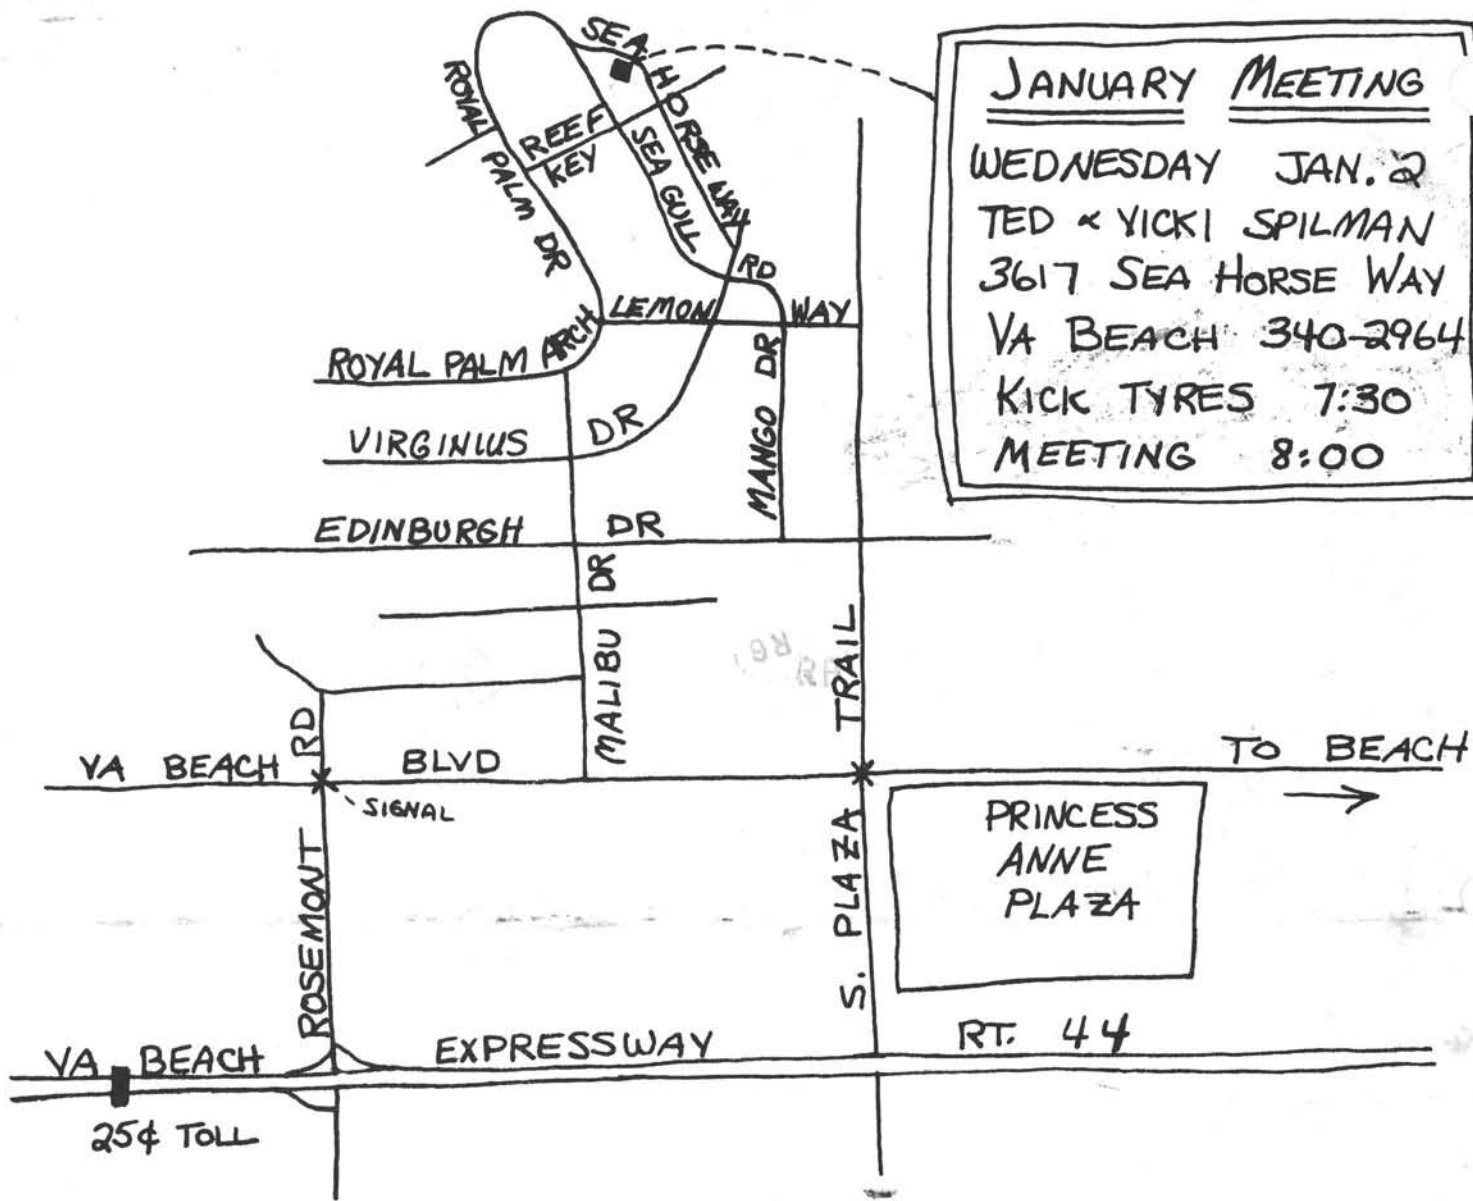 JANUARY MEETING
WEDNESDAY JAN. 2
TED & VICKI SPILMAN
3617 SEA HORSE WAY
VA BEACH 340-2964
KICK TYRES 7:30
MEETING 8:00
SEA HORSE WAY
ROYAL PALM DR
REEF
KEY
SEA GULL RD
LEMON WAY
ROYAL PALM ARCH
VIRGINIUS DR
MANGO DR
EDINBURGH DR
MALIBU DR
S. PLAZA TRAIL
ROSEMONT RD
VA BEACH BLVD
TO BEACH
SIGNAL
PRINCESS
ANNE
PLAZA
VA BEACH EXPRESSWAY RT. 44
25¢ TOLL